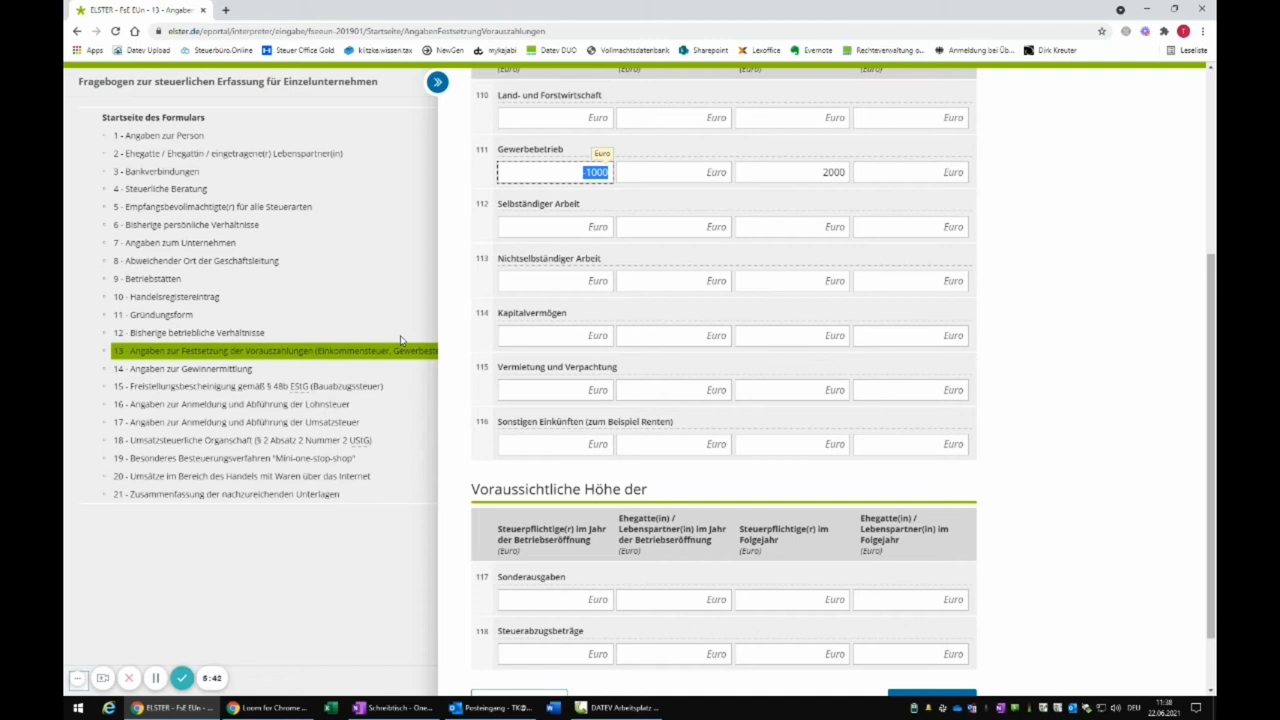 ELSTER - FsE EUn - 13 - Angaben
elster.de/eportal/interpreter/eingabe/fseeun-201901/Startseite/AngabenFestsetzungVorauszahlungen
Apps
Datev Upload
Steuerbüro.Online
Steuer Office Gold
klitzke.wissen.tax
NewGen
mykajabi
Datev DUO
Vollmachtsdatenbank
Sharepoint
Lexoffice
Evernote
Rechteverwaltung o...
Anmeldung bei Üb...
Dirk Kreuter
Leseliste
Fragebogen zur steuerlichen Erfassung für Einzelunternehmen
Startseite des Formulars
1 - Angaben zur Person
2 - Ehegatte / Ehegattin / eingetragene(r) Lebenspartner(in)
3 - Bankverbindungen
4 - Steuerliche Beratung
5 - Empfangsbevollmächtigte(r) für alle Steuerarten
6 - Bisherige persönliche Verhältnisse
7 - Angaben zum Unternehmen
8 - Abweichender Ort der Geschäftsleitung
9 - Betriebstätten
10 - Handelsregistereintrag
11 - Gründungsform
12 - Bisherige betriebliche Verhältnisse
13 - Angaben zur Festsetzung der Vorauszahlungen (Einkommensteuer, Gewerbeste
14 - Angaben zur Gewinnermittlung
15 - Freistellungsbescheinigung gemäß § 48b EStG (Bauabzugssteuer)
16 - Angaben zur Anmeldung und Abführung der Lohnsteuer
17 - Angaben zur Anmeldung und Abführung der Umsatzsteuer
18 - Umsatzsteuerliche Organschaft (§ 2 Absatz 2 Nummer 2 UStG)
19 - Besonderes Besteuerungsverfahren "Mini-one-stop-shop"
20 - Umsätze im Bereich des Handels mit Waren über das Internet
21 - Zusammenfassung der nachzureichenden Unterlagen
(Euro) (Euro) (Euro) (Euro)
110 Land- und Forstwirtschaft
Euro Euro Euro Euro
111 Gewerbebetrieb
Euro
-1000 Euro 2000 Euro
112 Selbständiger Arbeit
Euro Euro Euro Euro
113 Nichtselbständiger Arbeit
Euro Euro Euro Euro
114 Kapitalvermögen
Euro Euro Euro Euro
115 Vermietung und Verpachtung
Euro Euro Euro Euro
116 Sonstigen Einkünften (zum Beispiel Renten)
Euro Euro Euro Euro
Voraussichtliche Höhe der
Steuerpflichtige(r) im Jahr
der Betriebseröffnung
(Euro)
Ehegatte(in) /
Lebenspartner(in) im Jahr
der Betriebseröffnung
(Euro)
Steuerpflichtige(r) im
Folgejahr
(Euro)
Ehegatte(in) /
Lebenspartner(in) im
Folgejahr
(Euro)
117 Sonderausgaben
Euro Euro Euro Euro
118 Steuerabzugsbeträge
Euro Euro Euro Euro
5:42
ELSTER - FsE EUn - ...
Loom for Chrome ...
Schreibtisch - One...
Posteingang - TK@...
DATEV Arbeitsplatz ...
DEU
11:38
22.06.2021